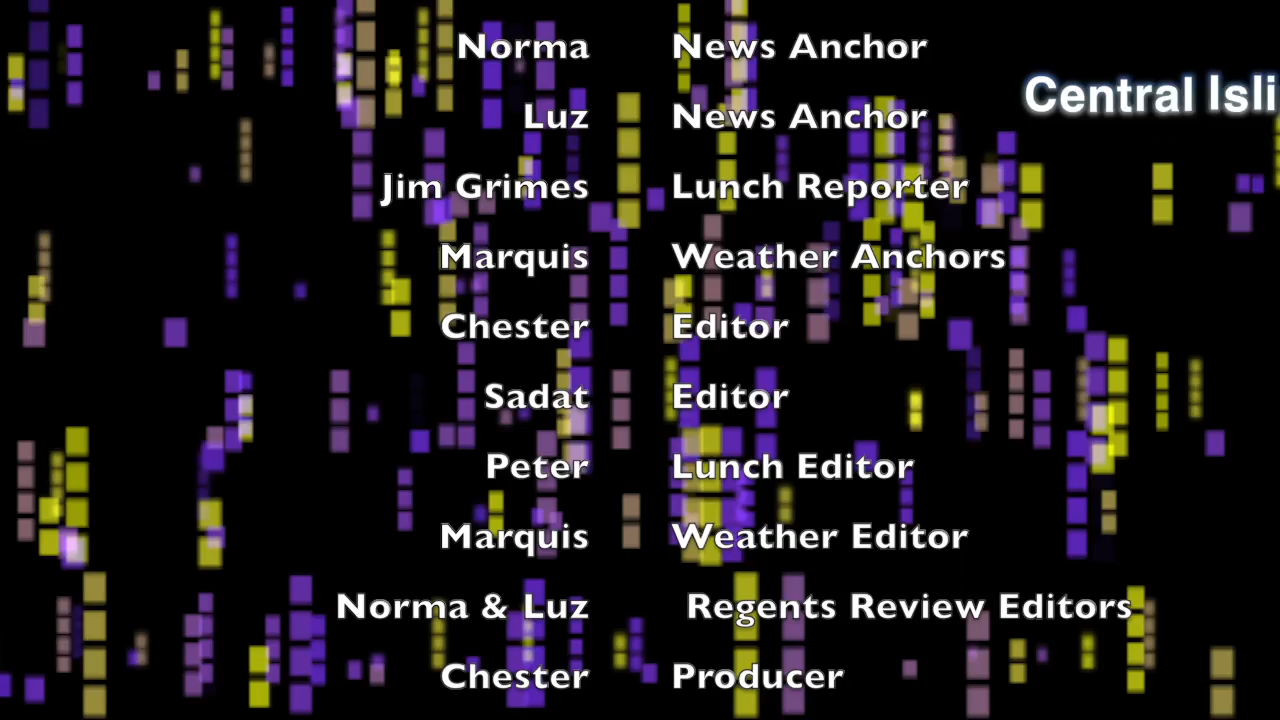 Norma News Anchor
Central Isli
Luz News Anchor
Jim Grimes Lunch Reporter
Marquis Weather Anchors
Chester Editor
Sadat Editor
Peter Lunch Editor
Marquis Weather Editor
Norma & Luz Regents Review Editors
Chester Producer